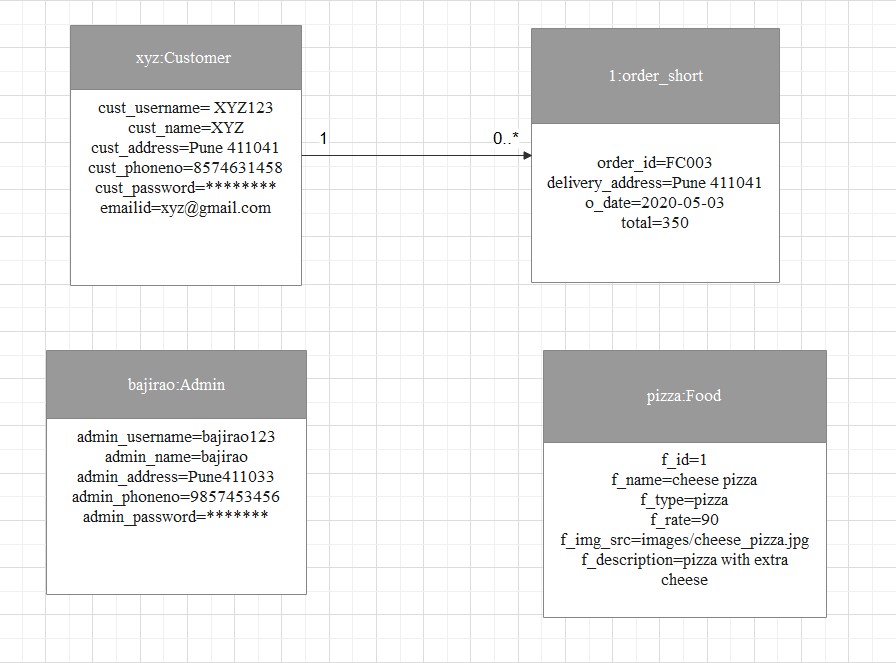 xyz:Customer
cust_username= XYZ123
cust_name=XYZ
cust_address=Pune 411041
cust_phoneno=8574631458
cust_password=********
emailid=xyz@gmail.com
1
0..*
1:order_short
order_id=FC003
delivery_address=Pune 411041
o_date=2020-05-03
total=350
bajirao:Admin
admin_username=bajirao123
admin_name=bajirao
admin_address=Pune411033
admin_phoneno=9857453456
admin_password=*******
pizza:Food
f_id=1
f_name=cheese pizza
f_type=pizza
f_rate=90
f_img_src=images/cheese_pizza.jpg
f_description=pizza with extra
cheese